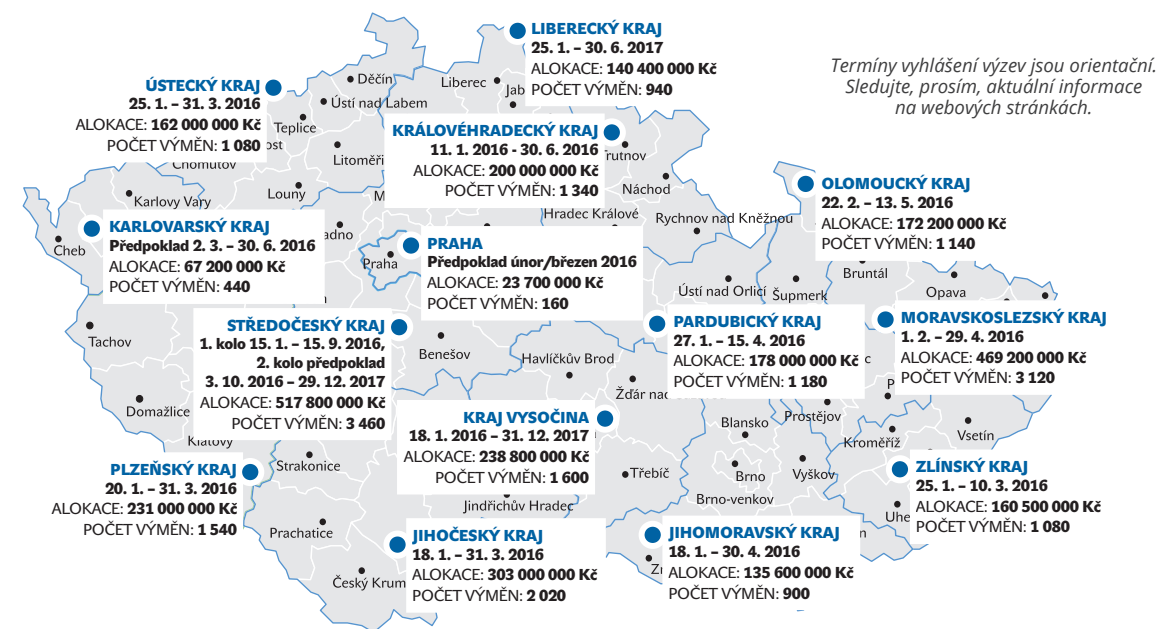 LIBERECKÝ KRAJ
25. 1. – 30. 6. 2017
ALOKACE: 140 400 000 Kč
POČET VÝMĚN: 940
Termíny vyhlášení výzev jsou orientační.
Sledujte, prosím, aktuální informace
na webových stránkách.
ÚSTECKÝ KRAJ
25. 1. – 31. 3. 2016
ALOKACE: 162 000 000 Kč
POČET VÝMĚN: 1 080
Děčín
Ústí nad Labem
Teplice
Liberec
KRÁLOVÉHRADECKÝ KRAJ
11. 1. 2016 - 30. 6. 2016
ALOKACE: 200 000 000 Kč
POČET VÝMĚN: 1 340
Chomutov
Louny
Náchod
Hradec Králové
Rychnov nad Kněžnou
OLOMOUCKÝ KRAJ
22. 2. – 13. 5. 2016
ALOKACE: 172 200 000 Kč
POČET VÝMĚN: 1 140
Karlovy Vary
Cheb
KARLOVARSKÝ KRAJ
Předpoklad 2. 3. – 30. 6. 2016
ALOKACE: 67 200 000 Kč
POČET VÝMĚN: 440
Praha
PRAHA
Předpoklad únor/březen 2016
ALOKACE: 23 700 000 Kč
POČET VÝMĚN: 160
Bruntál
Ústí nad Orlicí
Šumperk
Opava
Tachov
STŘEDOČESKÝ KRAJ
1. kolo 15. 1. – 15. 9. 2016,
2. kolo předpoklad
3. 10. 2016 – 29. 12. 2017
ALOKACE: 517 800 000 Kč
POČET VÝMĚN: 3 460
Benešov
Havlíčkův Brod
PARDUBICKÝ KRAJ
27. 1. – 15. 4. 2016
ALOKACE: 178 000 000 Kč
POČET VÝMĚN: 1 180
MORAVSKOSLEZSKÝ KRAJ
1. 2. – 29. 4. 2016
ALOKACE: 469 200 000 Kč
POČET VÝMĚN: 3 120
Žďár nad
Domažlice
Klatovy
KRAJ VYSOČINA
18. 1. 2016 – 31. 12. 2017
ALOKACE: 238 800 000 Kč
POČET VÝMĚN: 1 600
Blansko
Prostějov
Kroměříž
Vsetín
PLZEŇSKÝ KRAJ
20. 1. – 31. 3. 2016
ALOKACE: 231 000 000 Kč
POČET VÝMĚN: 1 540
Strakonice
Prachatice
Jindřichův Hradec
Třebíč
Brno
Vyškov
Brno-venkov
ZLÍNSKÝ KRAJ
25. 1. – 10. 3. 2016
ALOKACE: 160 500 000 Kč
POČET VÝMĚN: 1 080
JIHOČESKÝ KRAJ
18. 1. – 31. 3. 2016
ALOKACE: 303 000 000 Kč
POČET VÝMĚN: 2 020
Český Krum
JIHOMORAVSKÝ KRAJ
18. 1. – 30. 4. 2016
ALOKACE: 135 600 000 Kč
POČET VÝMĚN: 900